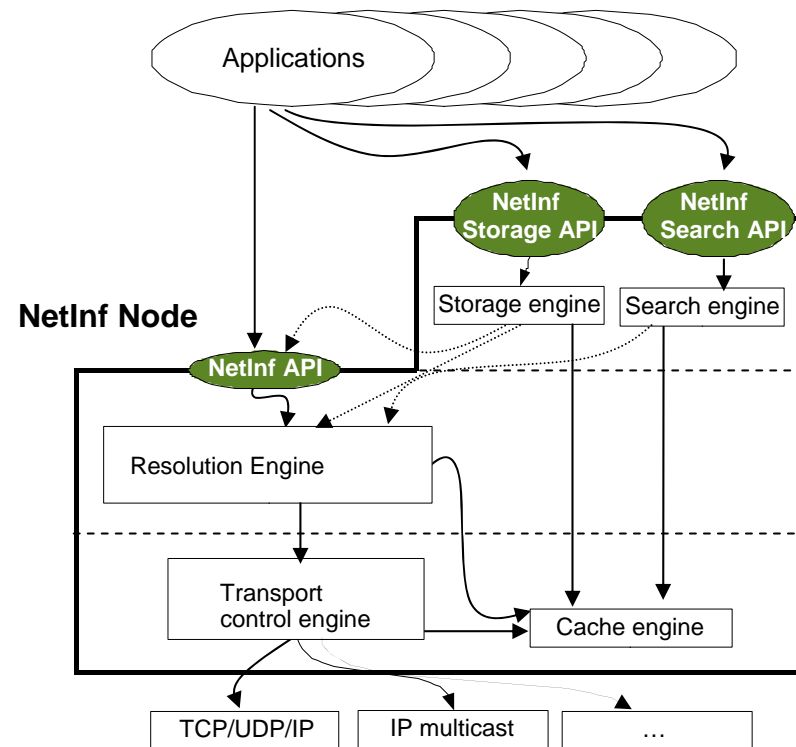 Applications
NetInf
Storage API
NetInf
Search API
Storage engine
Search engine
NetInf Node
NetInf API
Resolution Engine
Transport
control engine
Cache engine
TCP/UDP/IP
IP multicast
...